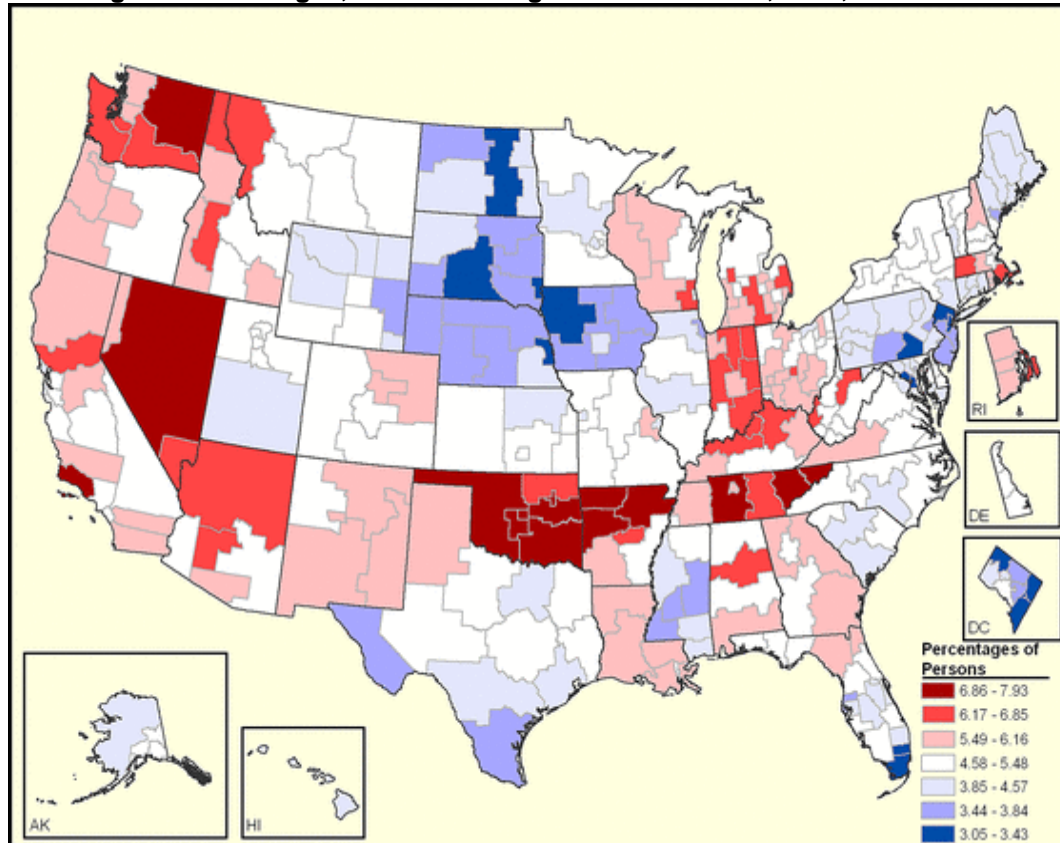 RI
DE
DC
AK
HI
Percentages of
Persons
6.86 - 7.93
6.17 - 6.85
5.49 - 6.16
4.58 - 5.48
3.85 - 4.57
3.44 - 3.84
3.05 - 3.43